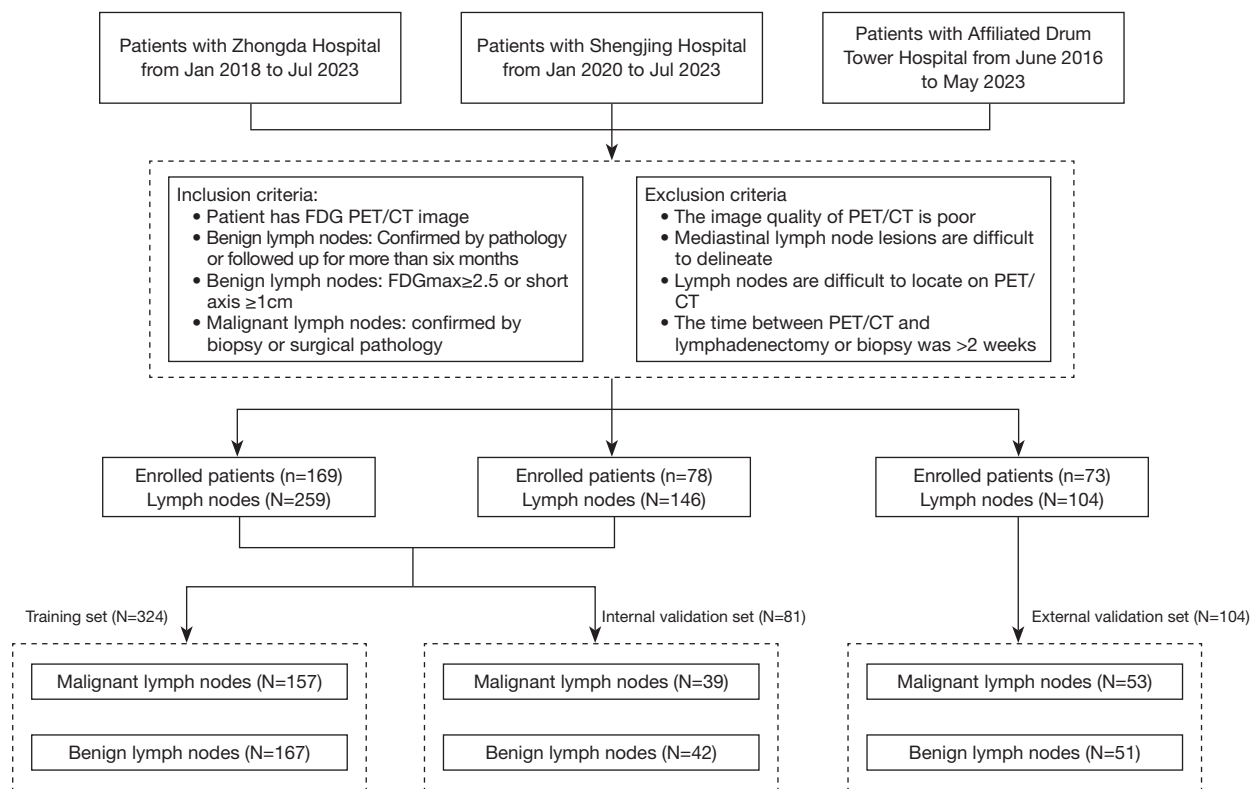 Patients with Zhongda Hospital
from Jan 2018 to Jul 2023
Patients with Shengjing Hospital
from Jan 2020 to Jul 2023
Patients with Affiliated Drum
Tower Hospital from June 2016
to May 2023
Inclusion criteria:
• Patient has FDG PET/CT image
• Benign lymph nodes: Confirmed by pathology
or followed up for more than six months
• Benign lymph nodes: FDGmax≥2.5 or short
axis ≥1cm
• Malignant lymph nodes: confirmed by
biopsy or surgical pathology
Exclusion criteria
• The image quality of PET/CT is poor
• Mediastinal lymph node lesions are difficult
to delineate
• Lymph nodes are difficult to locate on PET/
CT
• The time between PET/CT and
lymphadenectomy or biopsy was >2 weeks
Enrolled patients (n=169)
Lymph nodes (N=259)
Enrolled patients (n=78)
Lymph nodes (N=146)
Enrolled patients (n=73)
Lymph nodes (N=104)
Training set (N=324)
Internal validation set (N=81)
External validation set (N=104)
Malignant lymph nodes (N=157)
Malignant lymph nodes (N=39)
Malignant lymph nodes (N=53)
Benign lymph nodes (N=167)
Benign lymph nodes (N=42)
Benign lymph nodes (N=51)